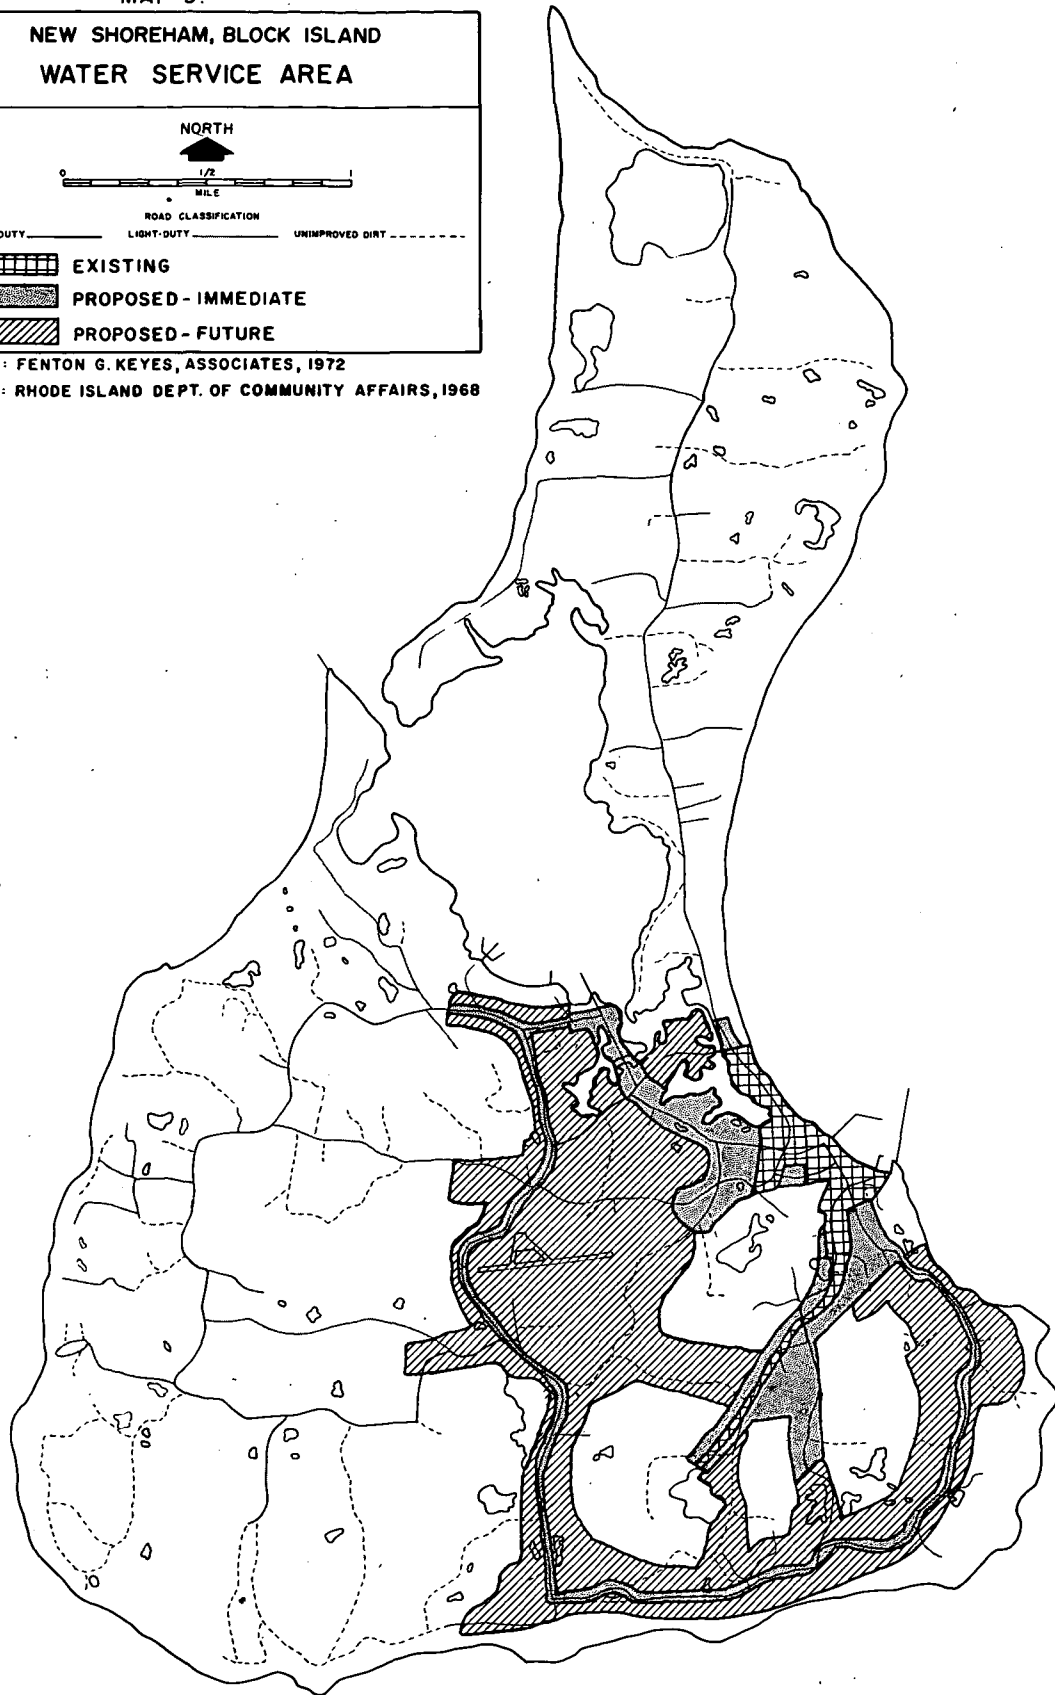 NEW SHOREHAM, BLOCK ISLAND
WATER SERVICE AREA
NORTH
0 1/2 1
MILE
ROAD CLASSIFICATION
DUTY LIGHT-DUTY UNIMPROVED DIRT
EXISTING
PROPOSED-IMMEDIATE
PROPOSED-FUTURE
: FENTON G. KEYES, ASSOCIATES, 1972
: RHODE ISLAND DEPT. OF COMMUNITY AFFAIRS, 1968